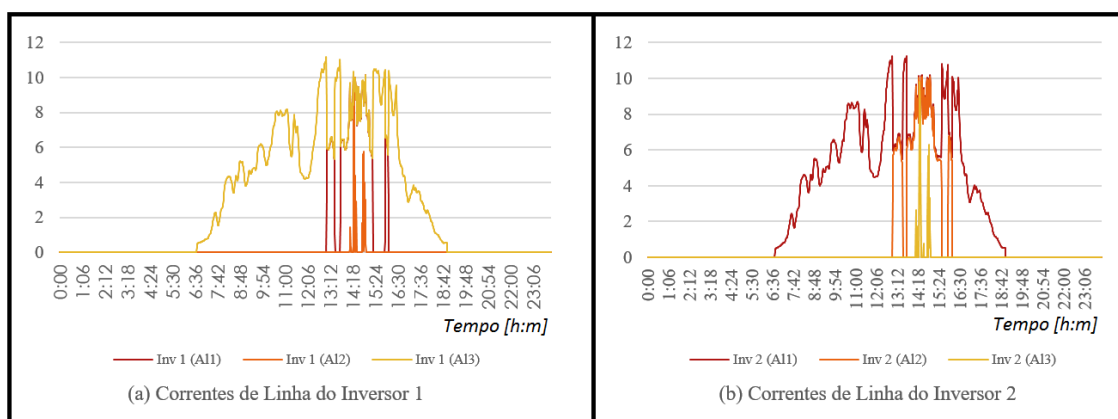 12
10
8
6
4
2
0
0:00 1:06 2:12 3:18 4:24 5:30 6:36 7:42 8:48 9:54 11:00 12:06 13:12 14:18 15:24 16:30 17:36 18:42 19:48 20:54 22:00 23:06
Tempo [h:m]
Inv 1 (Al1) Inv 1 (Al2) Inv 1 (Al3)
(a) Correntes de Linha do Inversor 1
12
10
8
6
4
2
0
0:00 1:06 2:12 3:18 4:24 5:30 6:36 7:42 8:48 9:54 11:00 12:06 13:12 14:18 15:24 16:30 17:36 18:42 19:48 20:54 22:00 23:06
Tempo [h:m]
Inv 2 (Al1) Inv 2 (Al2) Inv 2 (Al3)
(b) Correntes de Linha do Inversor 2